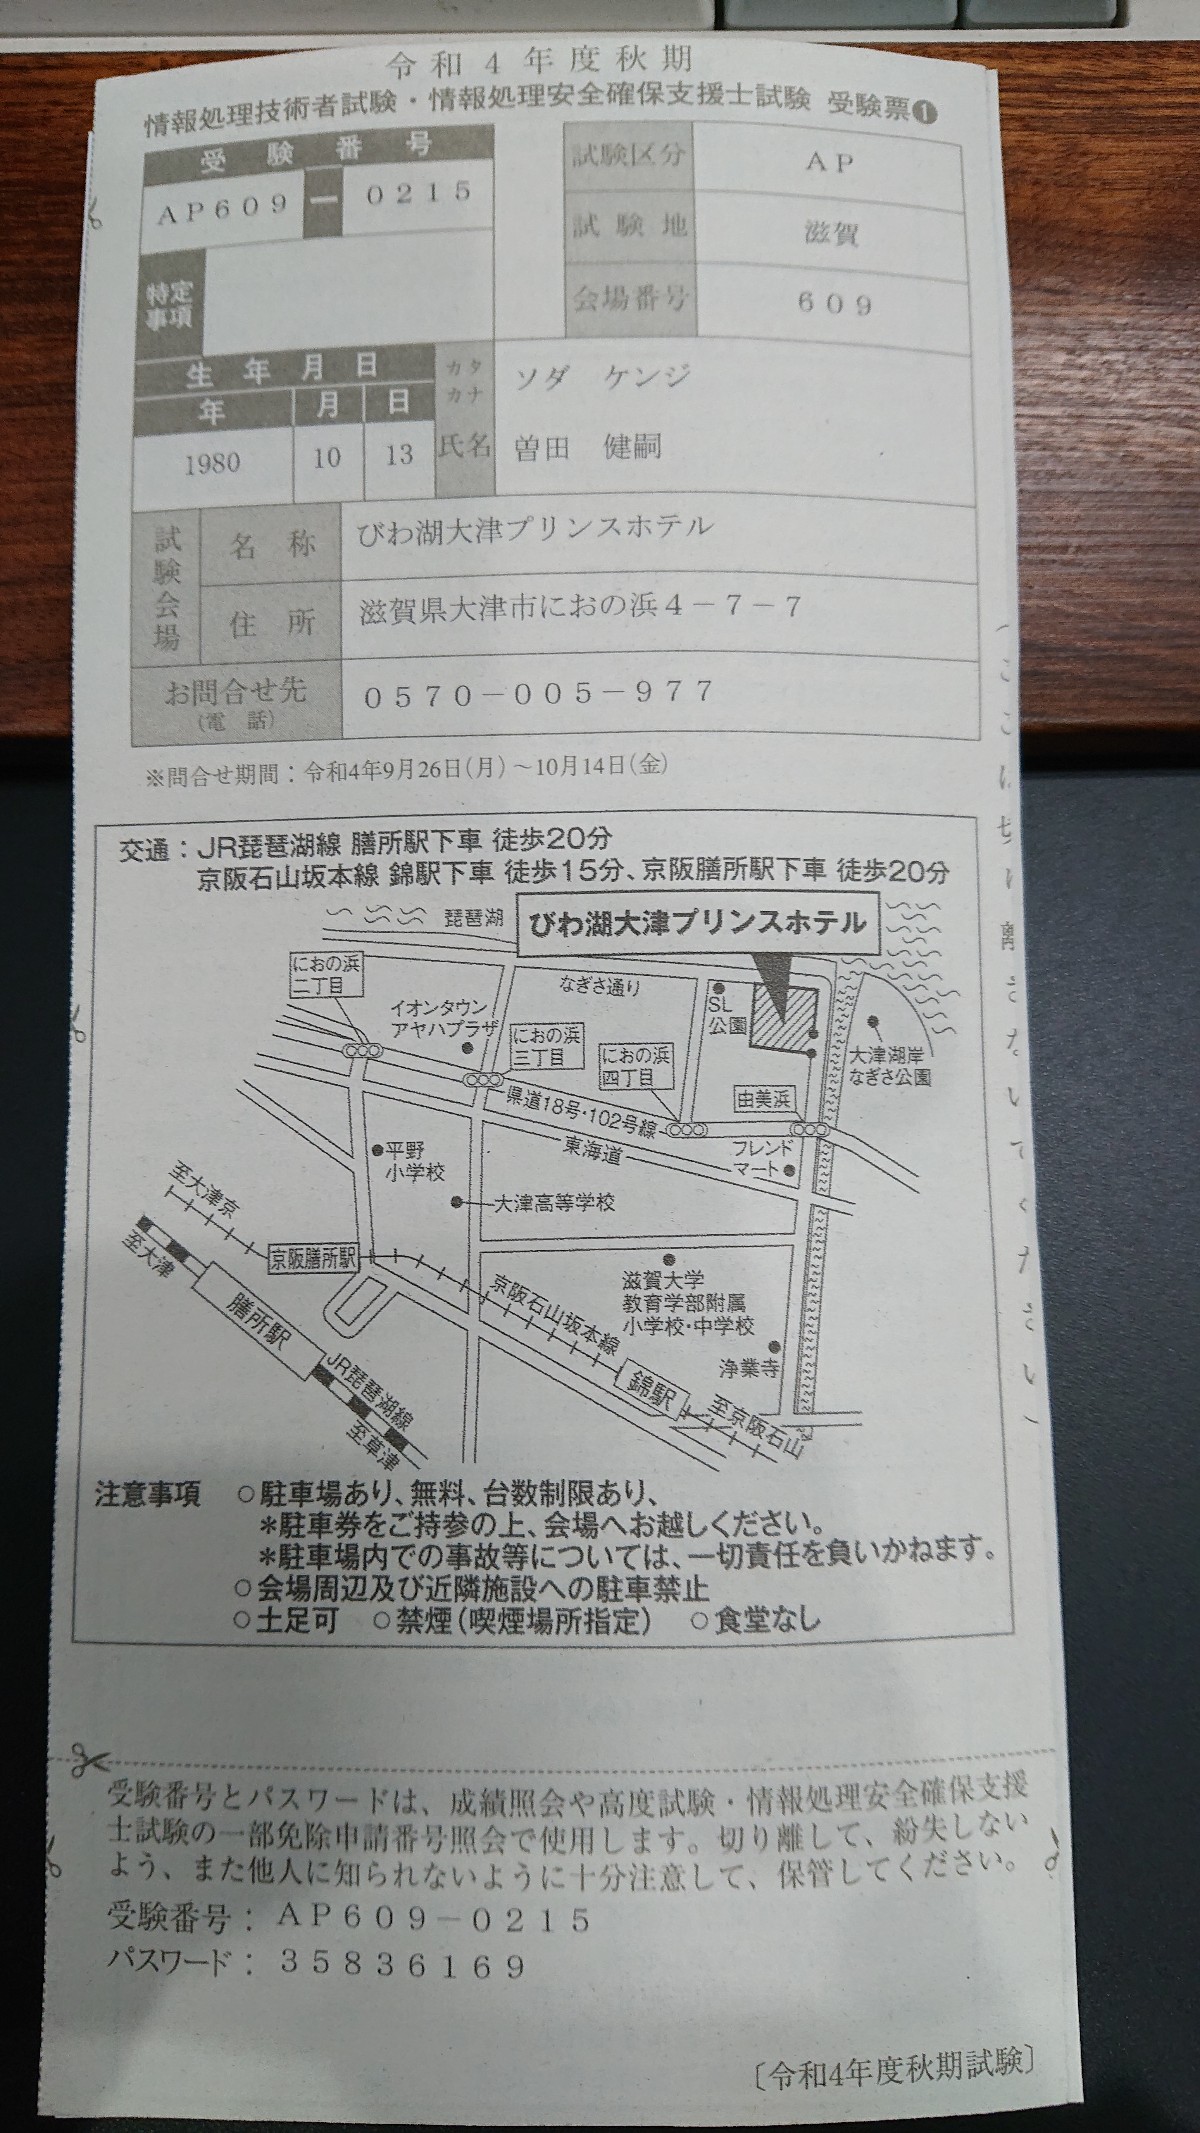 令和4年度秋期
情報処理技術者試験・情報処理安全確保支援士試験 受験票❶
受験番号
AP609-0215
特定事項
試験区分 AP
試験地 滋賀
会場番号 609
生年月日
年 月 日
1980 10 13
カタカナ ソダ ケンジ
氏名 曽田 健嗣
試験会場
名称 びわ湖大津プリンスホテル
住所 滋賀県大津市におの浜4-7-7
お問合せ先(電話) 0570-005-977
※問合せ期間:令和4年9月26日(月)~10月14日(金)
交通:JR琵琶湖線 膳所駅下車 徒歩20分
京阪石山坂本線 錦駅下車 徒歩15分、京阪膳所駅下車 徒歩20分
琵琶湖
びわ湖大津プリンスホテル
におの浜二丁目
なぎさ通り
SL公園
イオンタウン
アヤハプラザ
におの浜三丁目
におの浜四丁目
大津湖岸
なぎさ公園
由美浜
県道18号・102号線
東海道
フレンドマート
平野小学校
大津高等学校
至大津京
至大津
京阪膳所駅
膳所駅
京阪石山坂本線
滋賀大学
教育学部附属
小学校・中学校
浄業寺
錦駅
JR琵琶湖線
至草津
至京阪石山
注意事項 ○駐車場あり、無料、台数制限あり、
*駐車券をご持参の上、会場へお越しください。
*駐車場内での事故等については、一切責任を負いかねます。
○会場周辺及び近隣施設への駐車禁止
○土足可 ○禁煙(喫煙場所指定) ○食堂なし
(ここは切り離さないでください)
受験番号とパスワードは、成績照会や高度試験・情報処理安全確保支援
士試験の一部免除申請番号照会で使用します。切り離して、紛失しない
よう、また他人に知られないように十分注意して、保管してください。
受験番号:AP609-0215
パスワード:35836169
〔令和4年度秋期試験〕